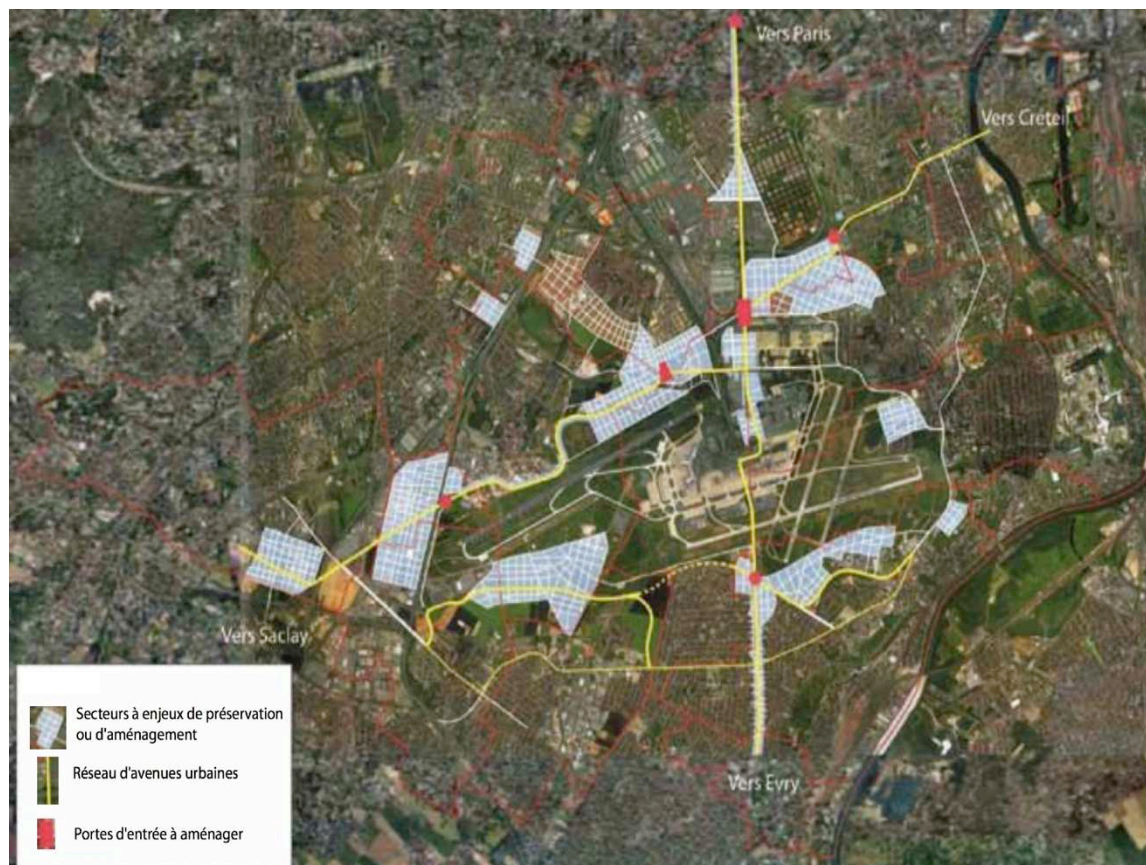 Vers Paris
Vers Créteil
Vers Saclay
Vers Evry
Secteurs à enjeux de préservation
ou d'aménagement
Réseau d'avenues urbaines
Portes d'entrée à aménager